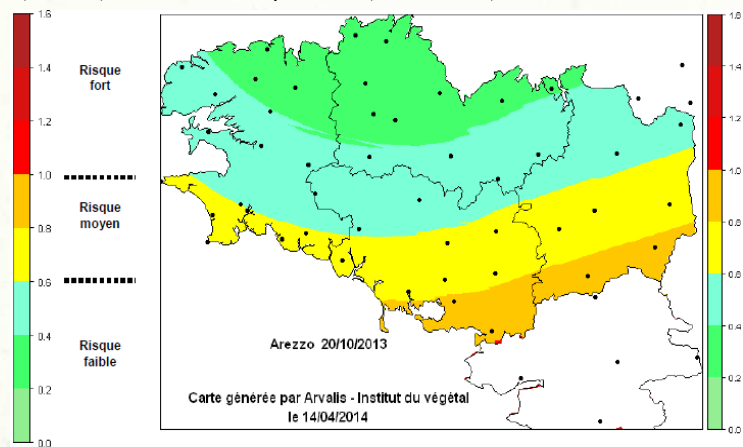 1.6
1.4
1.2
1.0
0.8
0.6
0.4
0.2
0.0
Risque
fort
Risque
moyen
Risque
faible
Arezzo 20/10/2013
Carte générée par Arvalis - Institut du végétal
le 14/04/2014
1.6
1.4
1.2
1.0
0.8
0.6
0.4
0.2
0.0